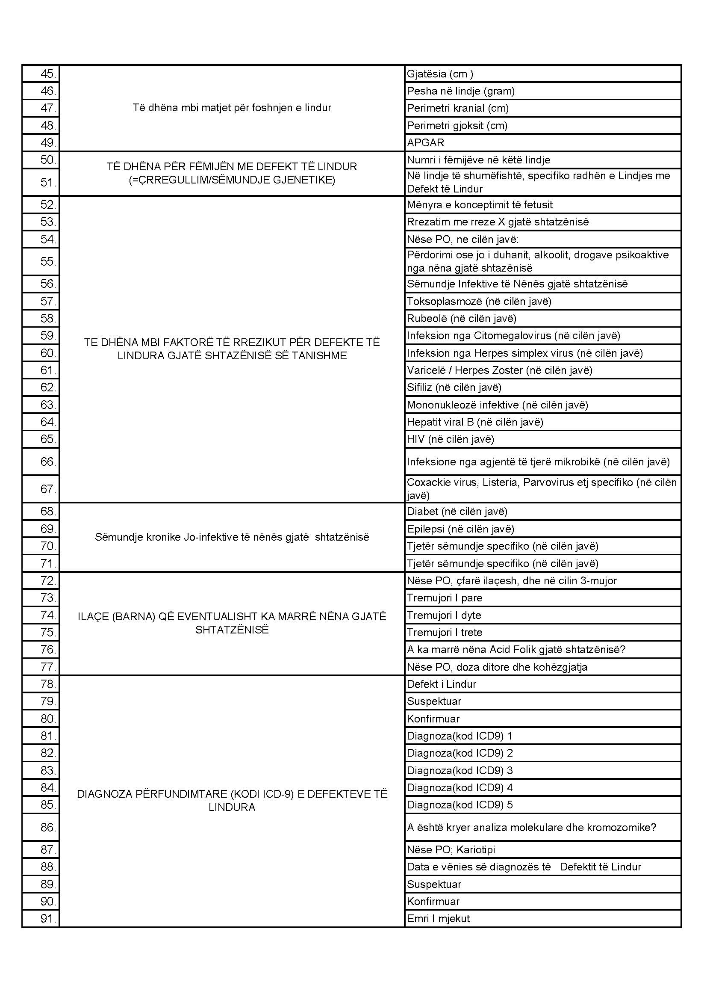 45.
Gjatësia (cm )
46.
Pesha në lindje (gram)
47.
Të dhëna mbi matjet për foshnjen e lindur
Perimetri kranial (cm)
48.
Perimetri gjoksit (cm)
49.
APGAR
50.
TË DHËNA PËR FËMIJËN ME DEFEKT TË LINDUR
(=ÇRREGULLIM/SËMUNDJE GJENETIKE)
Numri i fëmijëve në këtë lindje
51.
Në lindje të shumëfishtë, specifiko radhën e Lindjes me
Defekt të Lindur
52.
Mënyra e konceptimit të fetusit
53.
Rrezatim me rreze X gjatë shtatzënisë
54.
Nëse PO, ne cilën javë:
55.
Përdorimi ose jo i duhanit, alkoolit, drogave psikoaktive
nga nëna gjatë shtazënisë
56.
Sëmundje Infektive të Nënës gjatë shtatzënisë
57.
Toksoplasmozë (në cilën javë)
58.
Rubeolë (në cilën javë)
59.
TE DHËNA MBI FAKTORË TË RREZIKUT PËR DEFEKTE TË
LINDURA GJATË SHTAZËNISË SË TANISHME
Infeksion nga Citomegalovirus (në cilën javë)
60.
Infeksion nga Herpes simplex virus (në cilën javë)
61.
Varicelë / Herpes Zoster (në cilën javë)
62.
Sifiliz (në cilën javë)
63.
Mononukleozë infektive (në cilën javë)
64.
Hepatit viral B (në cilën javë)
65.
HIV (në cilën javë)
66.
Infeksione nga agjentë të tjerë mikrobikë (në cilën javë)
67.
Coxackie virus, Listeria, Parvovirus etj specifiko (në cilën
javë)
68.
Diabet (në cilën javë)
69.
Sëmundje kronike Jo-infektive të nënës gjatë  shtatzënisë
Epilepsi (në cilën javë)
70.
Tjetër sëmundje specifiko (në cilën javë)
71.
Tjetër sëmundje specifiko (në cilën javë)
72.
Nëse PO, çfarë ilaçesh, dhe në cilin 3-mujor
73.
Tremujori I pare
74.
ILAÇE (BARNA) QË EVENTUALISHT KA MARRË NËNA GJATË
SHTATZËNISË
Tremujori I dyte
75.
Tremujori I trete
76.
A ka marrë nëna Acid Folik gjatë shtatzënisë?
77.
Nëse PO, doza ditore dhe kohëzgjatja
78.
Defekt i Lindur
79.
Suspektuar
80.
Konfirmuar
81.
Diagnoza(kod ICD9) 1
82.
Diagnoza(kod ICD9) 2
83.
Diagnoza(kod ICD9) 3
84.
DIAGNOZA PËRFUNDIMTARE (KODI ICD-9) E DEFEKTEVE TË
LINDURA
Diagnoza(kod ICD9) 4
85.
Diagnoza(kod ICD9) 5
86.
A është kryer analiza molekulare dhe kromozomike?
87.
Nëse PO; Kariotipi
88.
Data e vënies së diagnozës të   Defektit të Lindur
89.
Suspektuar
90.
Konfirmuar
91.
Emri I mjekut